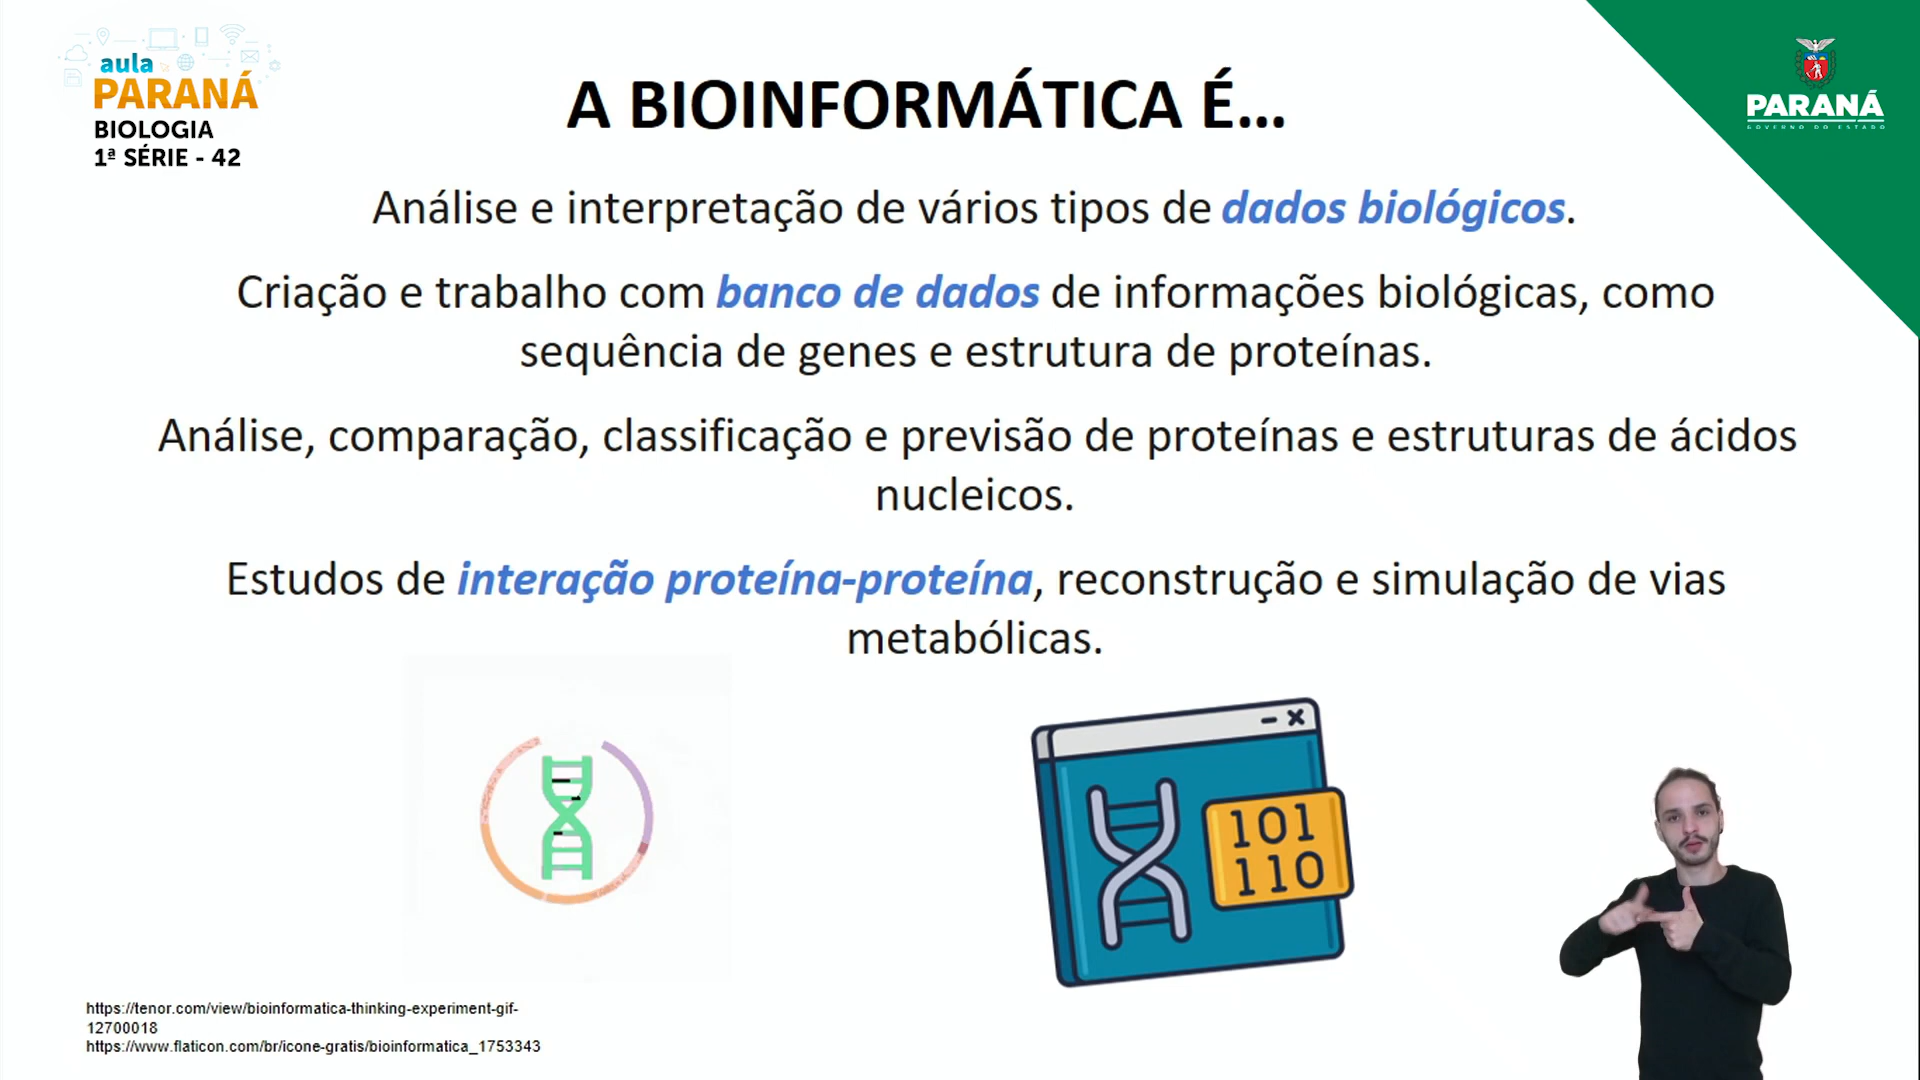 aula
PARANÁ
BIOLOGIA
1ª SÉRIE - 42
A BIOINFORMÁTICA É...
PARANÁ
GOVERNO DO ESTADO
Análise e interpretação de vários tipos de dados biológicos.
Criação e trabalho com banco de dados de informações biológicas, como
sequência de genes e estrutura de proteínas.
Análise, comparação, classificação e previsão de proteínas e estruturas de ácidos
nucleicos.
Estudos de interação proteína-proteína, reconstrução e simulação de vias
metabólicas.
101
110
https://tenor.com/view/bioinformatica-thinking-experiment-gif-
12700018
https://www.flaticon.com/br/icone-gratis/bioinformatica_1753343